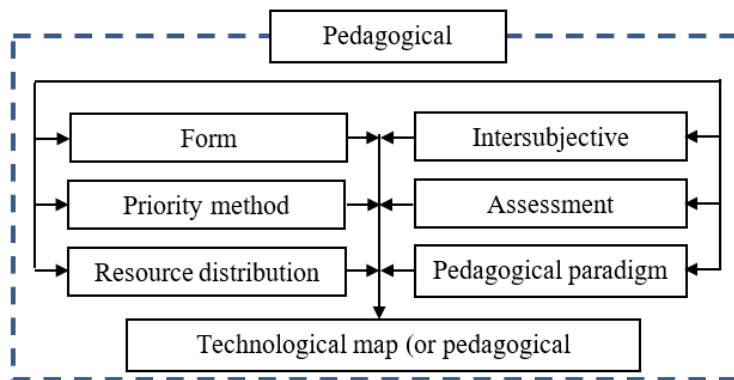 Pedagogical
Form
Intersubjective
Priority method
Assessment
Resource distribution
Pedagogical paradigm
Technological map (or pedagogical